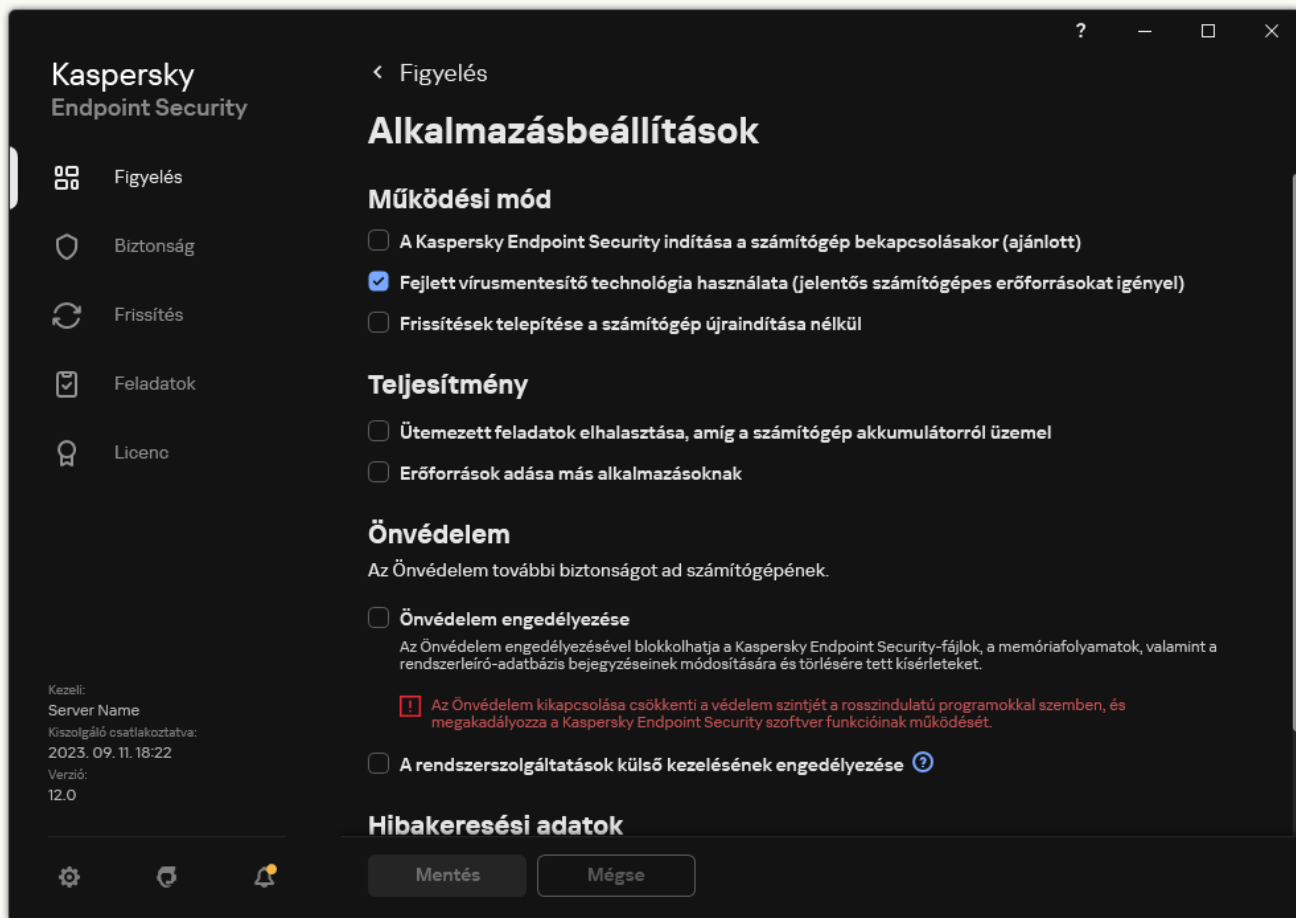 ?
Kaspersky
Endpoint Security
Figyelés
Biztonság
Frissítés
Feladatok
Licenc
Kezeli:
Server Name
Kiszolgáló csatlakoztatva:
2023. 09. 11. 18:22
Verzió:
12.0
Figyelés
Alkalmazásbeállítások
Működési mód
A Kaspersky Endpoint Security indítása a számítógép bekapcsolásakor (ajánlott)
Fejlett vírusmentesítő technológia használata (jelentős számítógépes erőforrásokat igényel)
Frissítések telepítése a számítógép újraindítása nélkül
Teljesítmény
Ütemezett feladatok elhalasztása, amíg a számítógép akkumulátorról üzemel
Erőforrások adása más alkalmazásoknak
Önvédelem
Az Önvédelem további biztonságot ad számítógépének.
Önvédelem engedélyezése
Az Önvédelem engedélyezésével blokkolhatja a Kaspersky Endpoint Security-fájlok, a memóriafolyamatok, valamint a
rendszerleíró-adatbázis bejegyzéseinek módosítására és törlésére tett kísérleteket.
Az Önvédelem kikapcsolása csökkenti a védelem szintjét a rosszindulatú programokkal szemben, és
megakadályozza a Kaspersky Endpoint Security szoftver funkcióinak működését.
A rendszerszolgáltatások külső kezelésének engedélyezése ?
Hibakeresési adatok
Mentés
Mégse